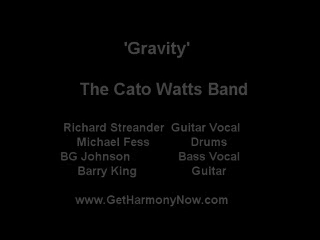 'Gravity'
The Cato Watts Band
Richard Streander Guitar Vocal
Michael Fess Drums
BG Johnson Bass Vocal
Barry King Guitar
www.GetHarmonyNow.com